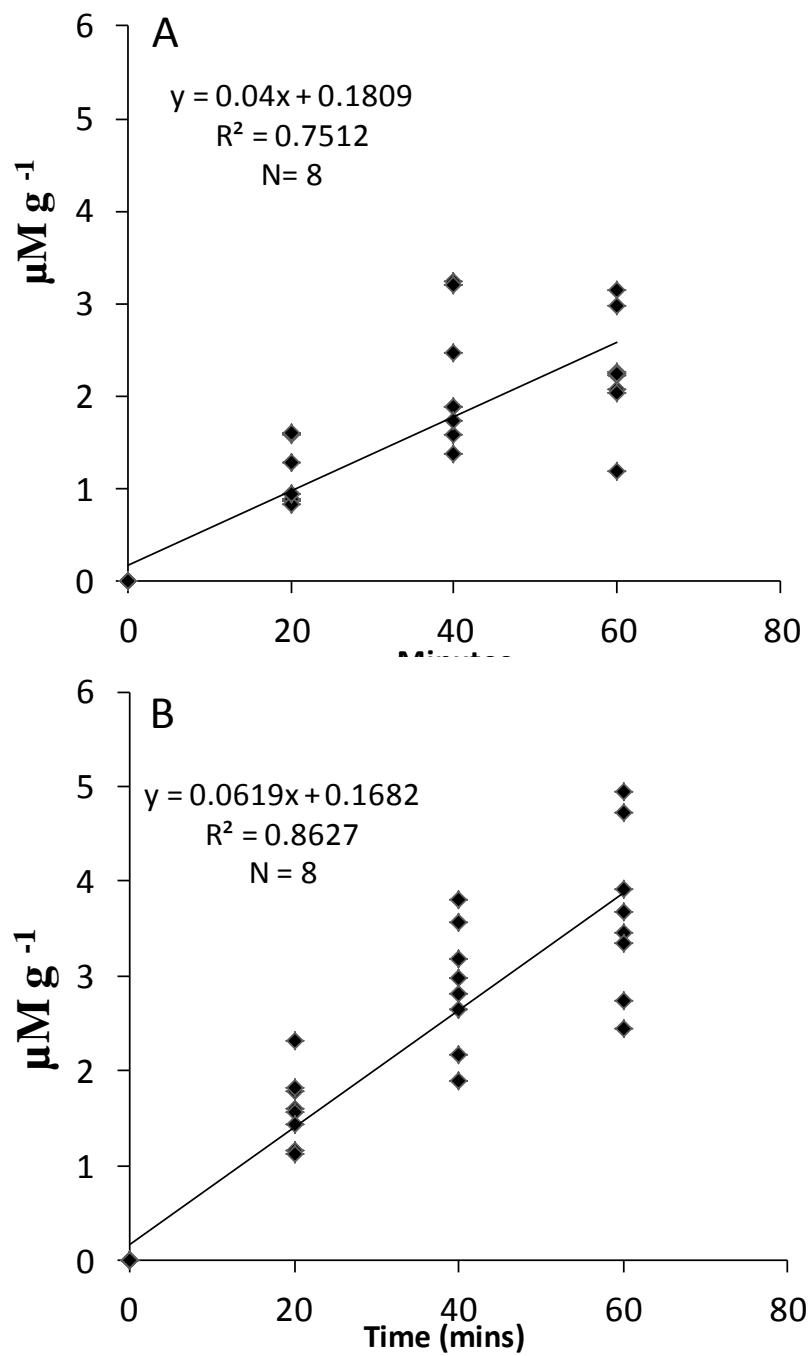 A
y = 0.04x + 0.1809
R² = 0.7512
N= 8
µM g -1
6
5
4
3
2
1
0
0 20 40 60 80
B
y = 0.0619x + 0.1682
R² = 0.8627
N = 8
µM g -1
6
5
4
3
2
1
0
0 20 40 60 80
Time (mins)